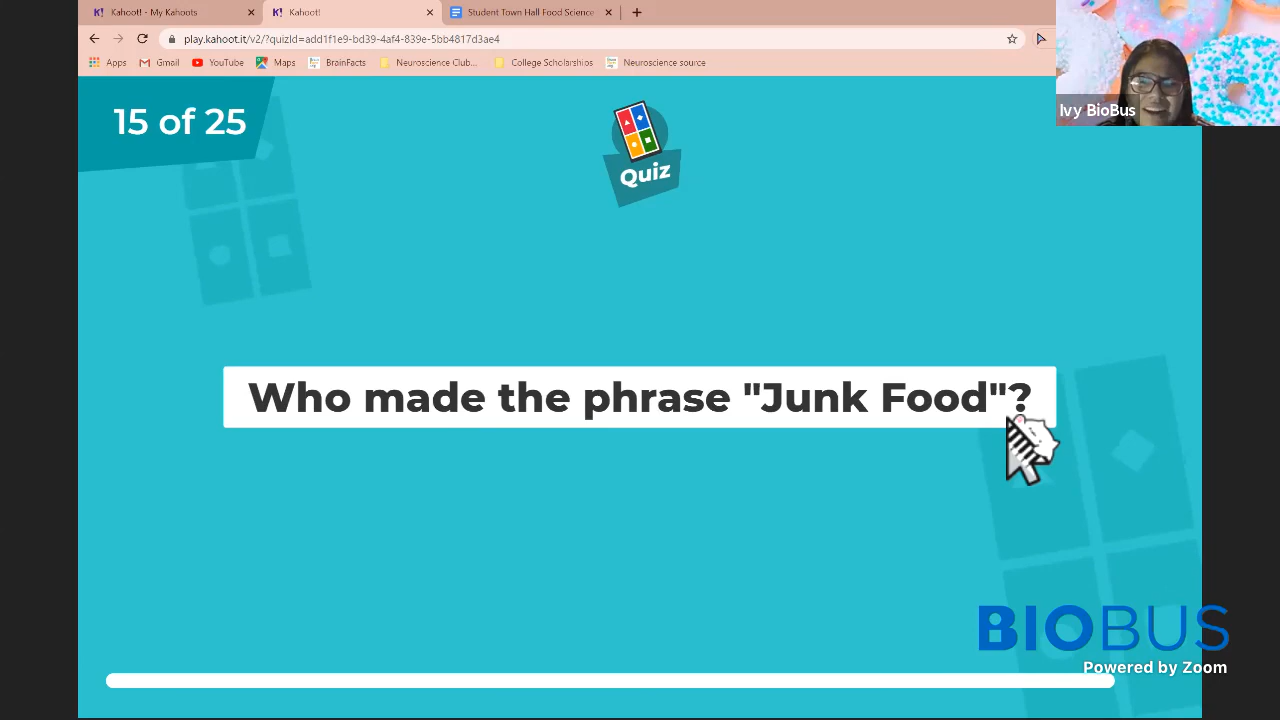 Kahoot! - My Kahoots
Kahoot!
Student Town Hall Food Science
play.kahoot.it/v2/?quizId=add1f1e9-bd39-4af4-839e-5bb4817d3ae4
Apps
Gmail
YouTube
Maps
BrainFacts
Neuroscience Club...
College Scholarships
Neuroscience source
Ivy BioBus
15 of 25
Quiz
Who made the phrase "Junk Food"?
BIOBUS
Powered by Zoom